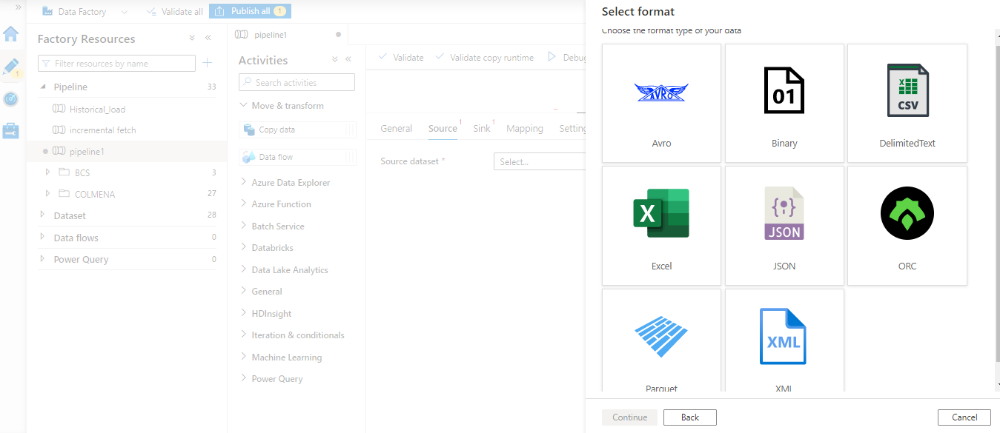 Data Factory
Validate all
Publish all 1
1
Factory Resources
Filter resources by name
Pipeline 33
Historical_load
incremental fetch
pipeline1
BCS 3
COLMENA 27
Dataset 28
Data flows 0
Power Query 0
pipeline1
Activities
Search activities
Move & transform
Copy data
Data flow
Azure Data Explorer
Azure Function
Batch Service
Databricks
Data Lake Analytics
General
HDInsight
Iteration & conditionals
Machine Learning
Power Query
Validate
Validate copy runtime
Debug
General
Source 1
Sink 1
Mapping
Setting
Source dataset *
Select...
Select format
Choose the format type of your data
AVRO
Avro
01
Binary
X
CSV
DelimitedText
X
Excel
JSON
JSON
ORC
Parquet
XML
XML
Continue
Back
Cancel